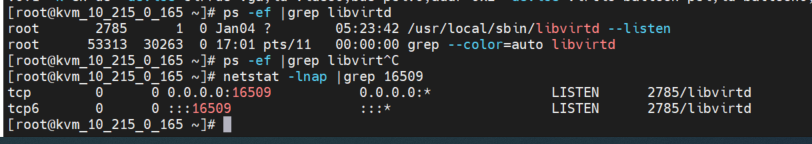 [root@kvm_10_215_0_165 ~]# ps -ef |grep libvirtd
root 2785 1 0 Jan04 ? 05:23:42 /usr/local/sbin/libvirtd --listen
root 53313 30263 0 17:01 pts/11 00:00:00 grep --color=auto libvirtd
[root@kvm_10_215_0_165 ~]# ps -ef |grep libvirt^C
[root@kvm_10_215_0_165 ~]# netstat -lnap |grep 16509
tcp 0 0 0.0.0.0:16509 0.0.0.0:* LISTEN 2785/libvirtd
tcp6 0 0 :::16509 :::* LISTEN 2785/libvirtd
[root@kvm_10_215_0_165 ~]#